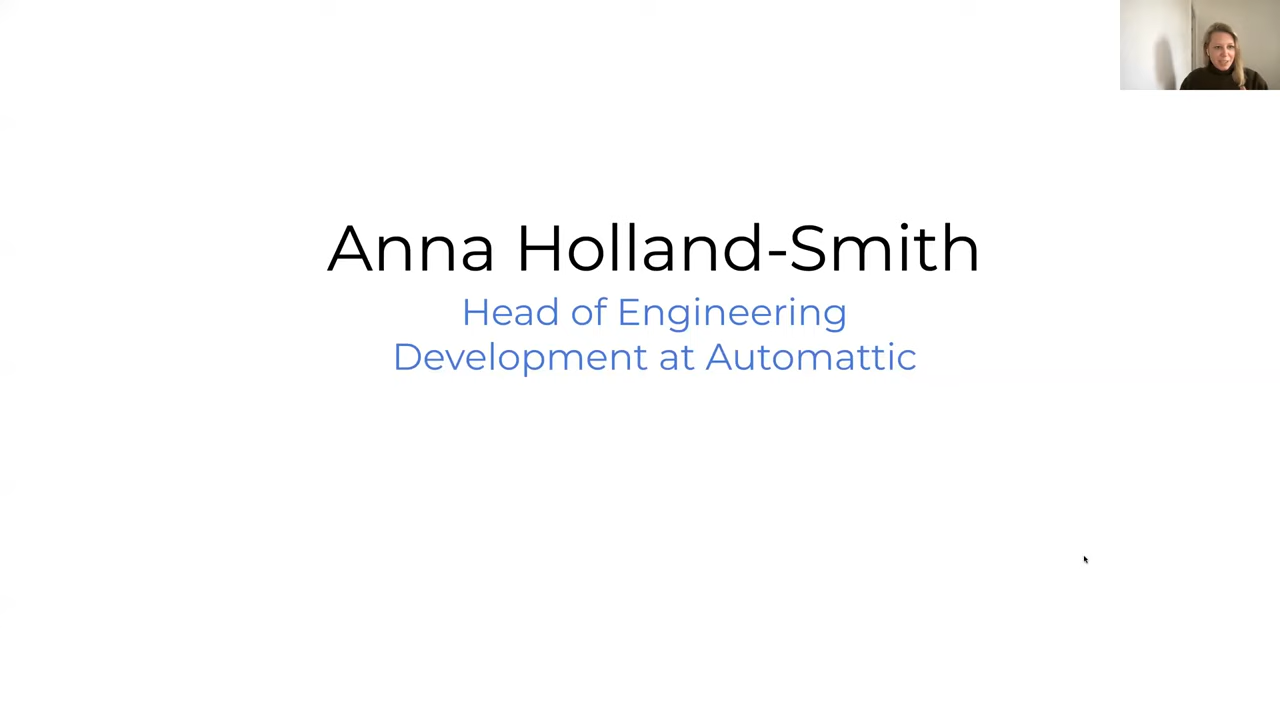 Anna Holland-Smith
Head of Engineering
Development at Automattic